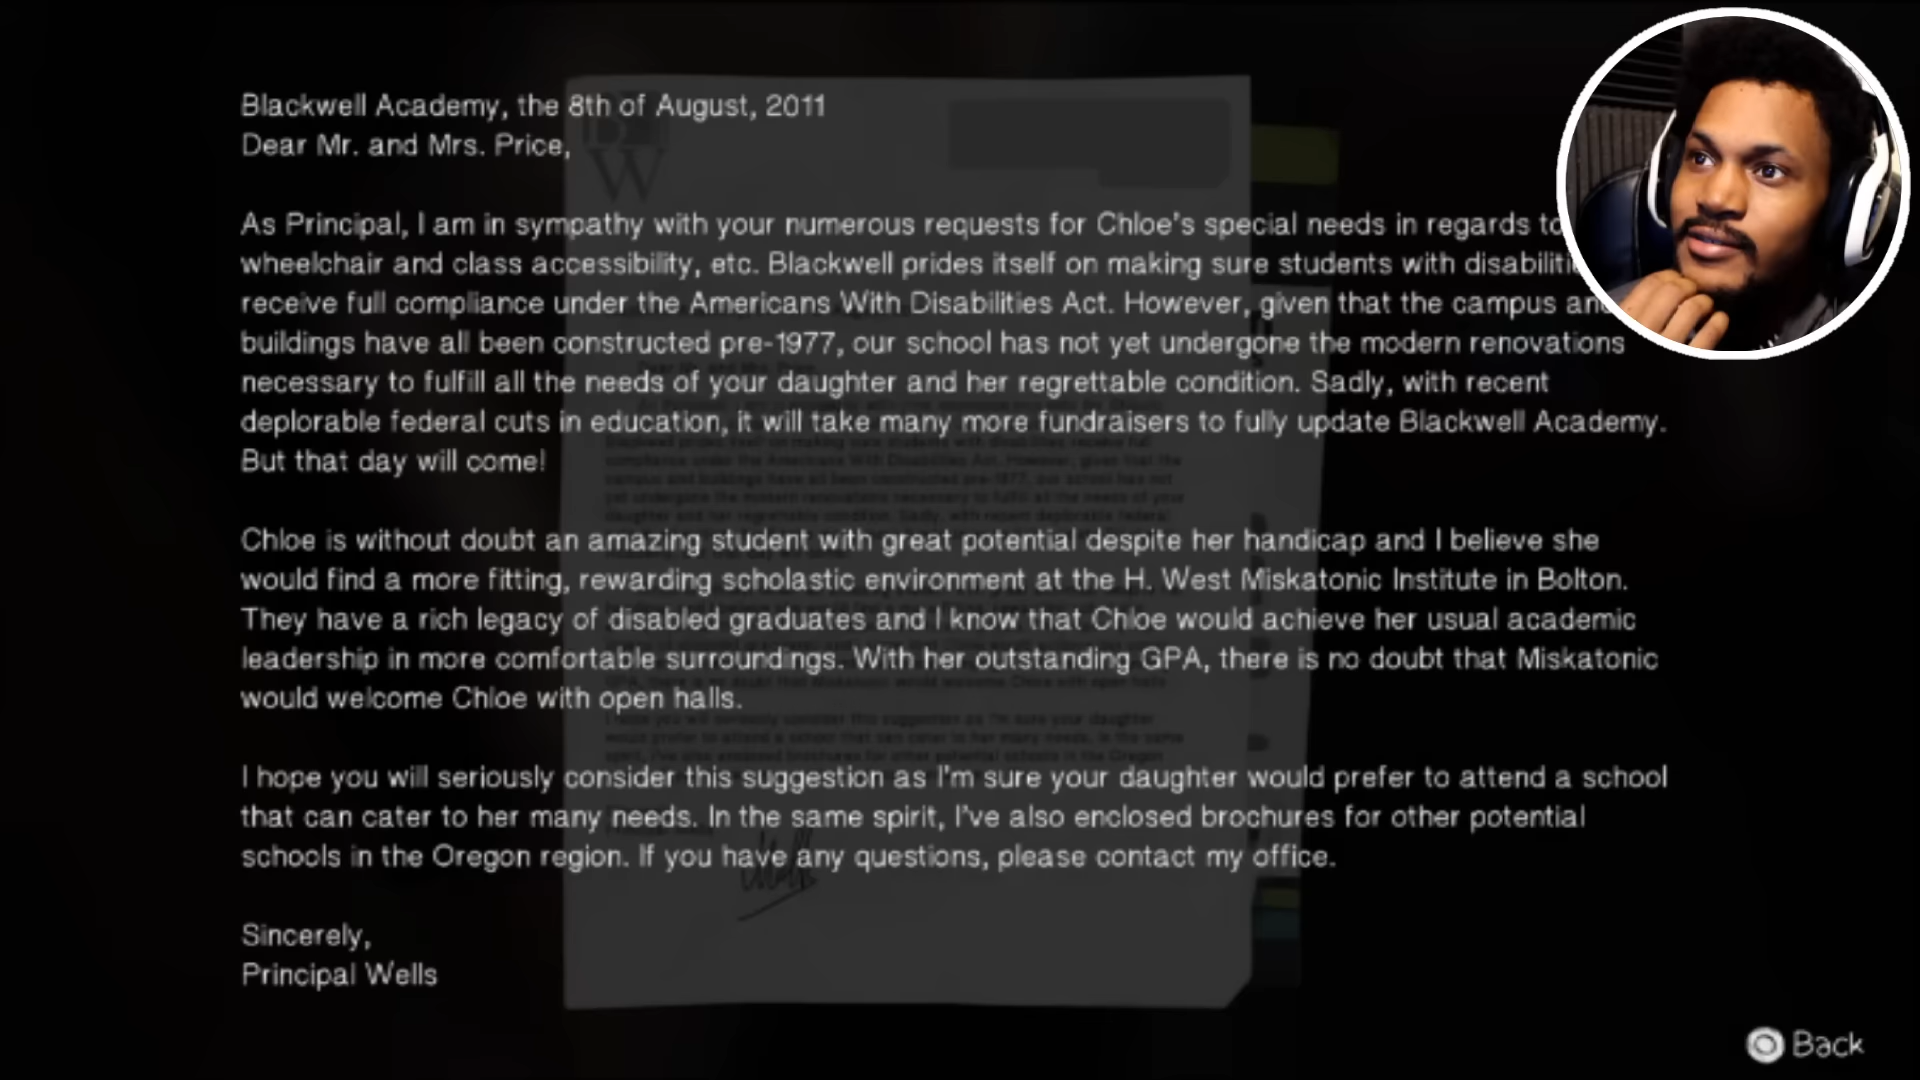 Blackwell Academy, the 8th of August, 2011
Dear Mr. and Mrs. Price,
As Principal, I am in sympathy with your numerous requests for Chloe's special needs in regards to
wheelchair and class accessibility, etc. Blackwell prides itself on making sure students with
receive full compliance under the Americans With Disabilities Act. However, given that the campus
buildings have all been constructed pre-1977, our school has not yet undergone the modern renovations
necessary to fulfill all the needs of your daughter and her regrettable condition. Sadly, with recent
deplorable federal cuts in education, it will take many more fundraisers to fully update Blackwell Academy.
But that day will come!
Chloe is without doubt an amazing student with great potential despite her handicap and I believe she
would find a more fitting, rewarding scholastic environment at the H. West Miskatonic Institute in Bolton.
They have a rich legacy of disabled graduates and I know that Chloe would achieve her usual academic
leadership in more comfortable surroundings. With her outstanding GPA, there is no doubt that Miskatonic
would welcome Chloe with open halls.
I hope you will seriously consider this suggestion as I'm sure your daughter would prefer to attend a school
that can cater to her many needs. In the same spirit, I've also enclosed brochures for other potential
schools in the Oregon region. If you have any questions, please contact my office.
Sincerely,
Principal Wells
Back